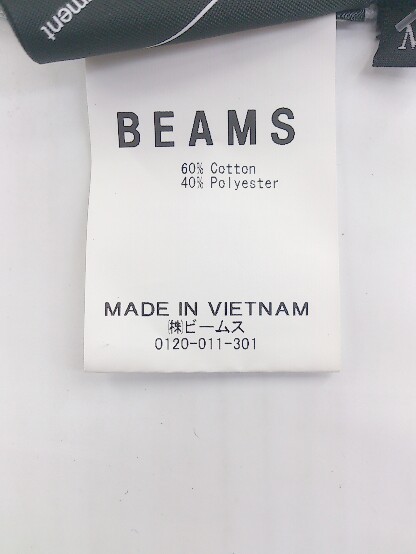 BEAMS
60% Cotton
40% Polyester
MADE IN VIETNAM
㈱ビームス
0120-011-301